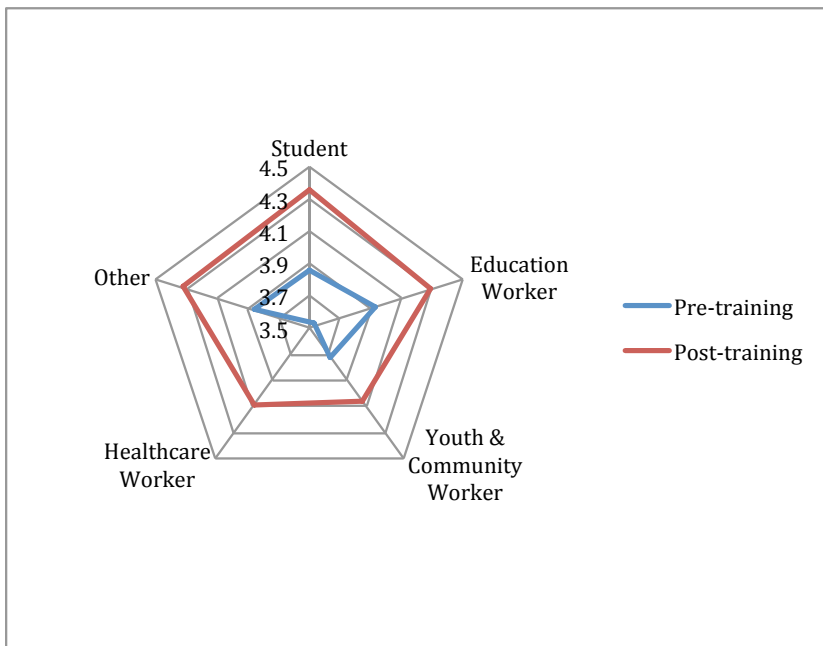 Student
4.5
4.3
4.1
3.9
3.7
3.5
Education
Worker
Youth &
Community
Worker
Healthcare
Worker
Other
Pre-training
Post-training